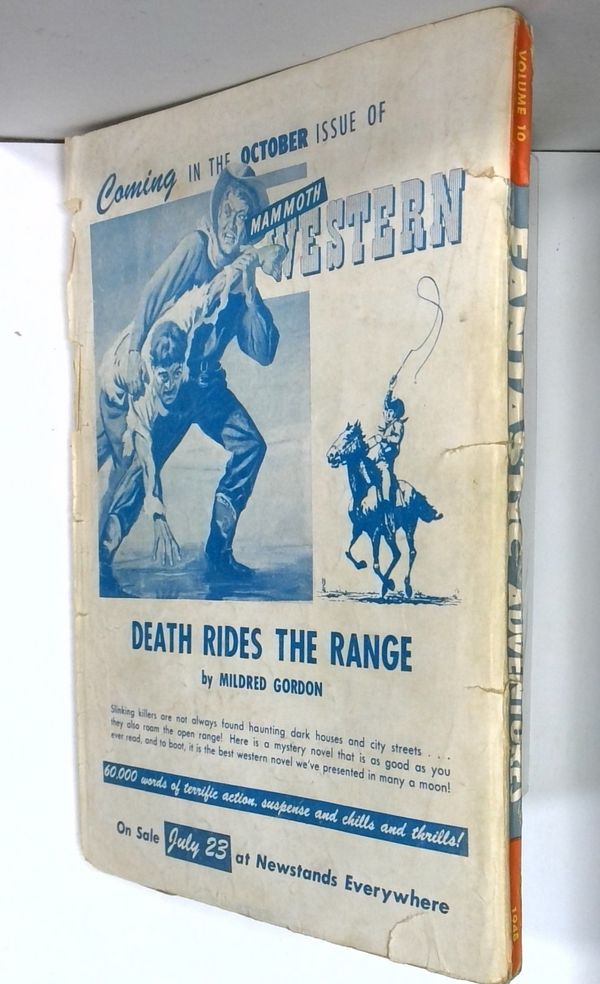 Coming IN THE OCTOBER ISSUE OF
MAMMOTH
WESTERN
DEATH RIDES THE RANGE
by MILDRED GORDON
Slinking killers are not always found haunting dark houses and city streets . . .
they also roam the open range! Here is a mystery novel that is as good as you
ever read, and to boot, it is the best western novel we've presented in many a moon!
60,000 words of terrific action, suspense and chills and thrills!
On Sale July 23 at Newstands Everywhere
VOLUME 10
FANTASTIC ADVENTURES